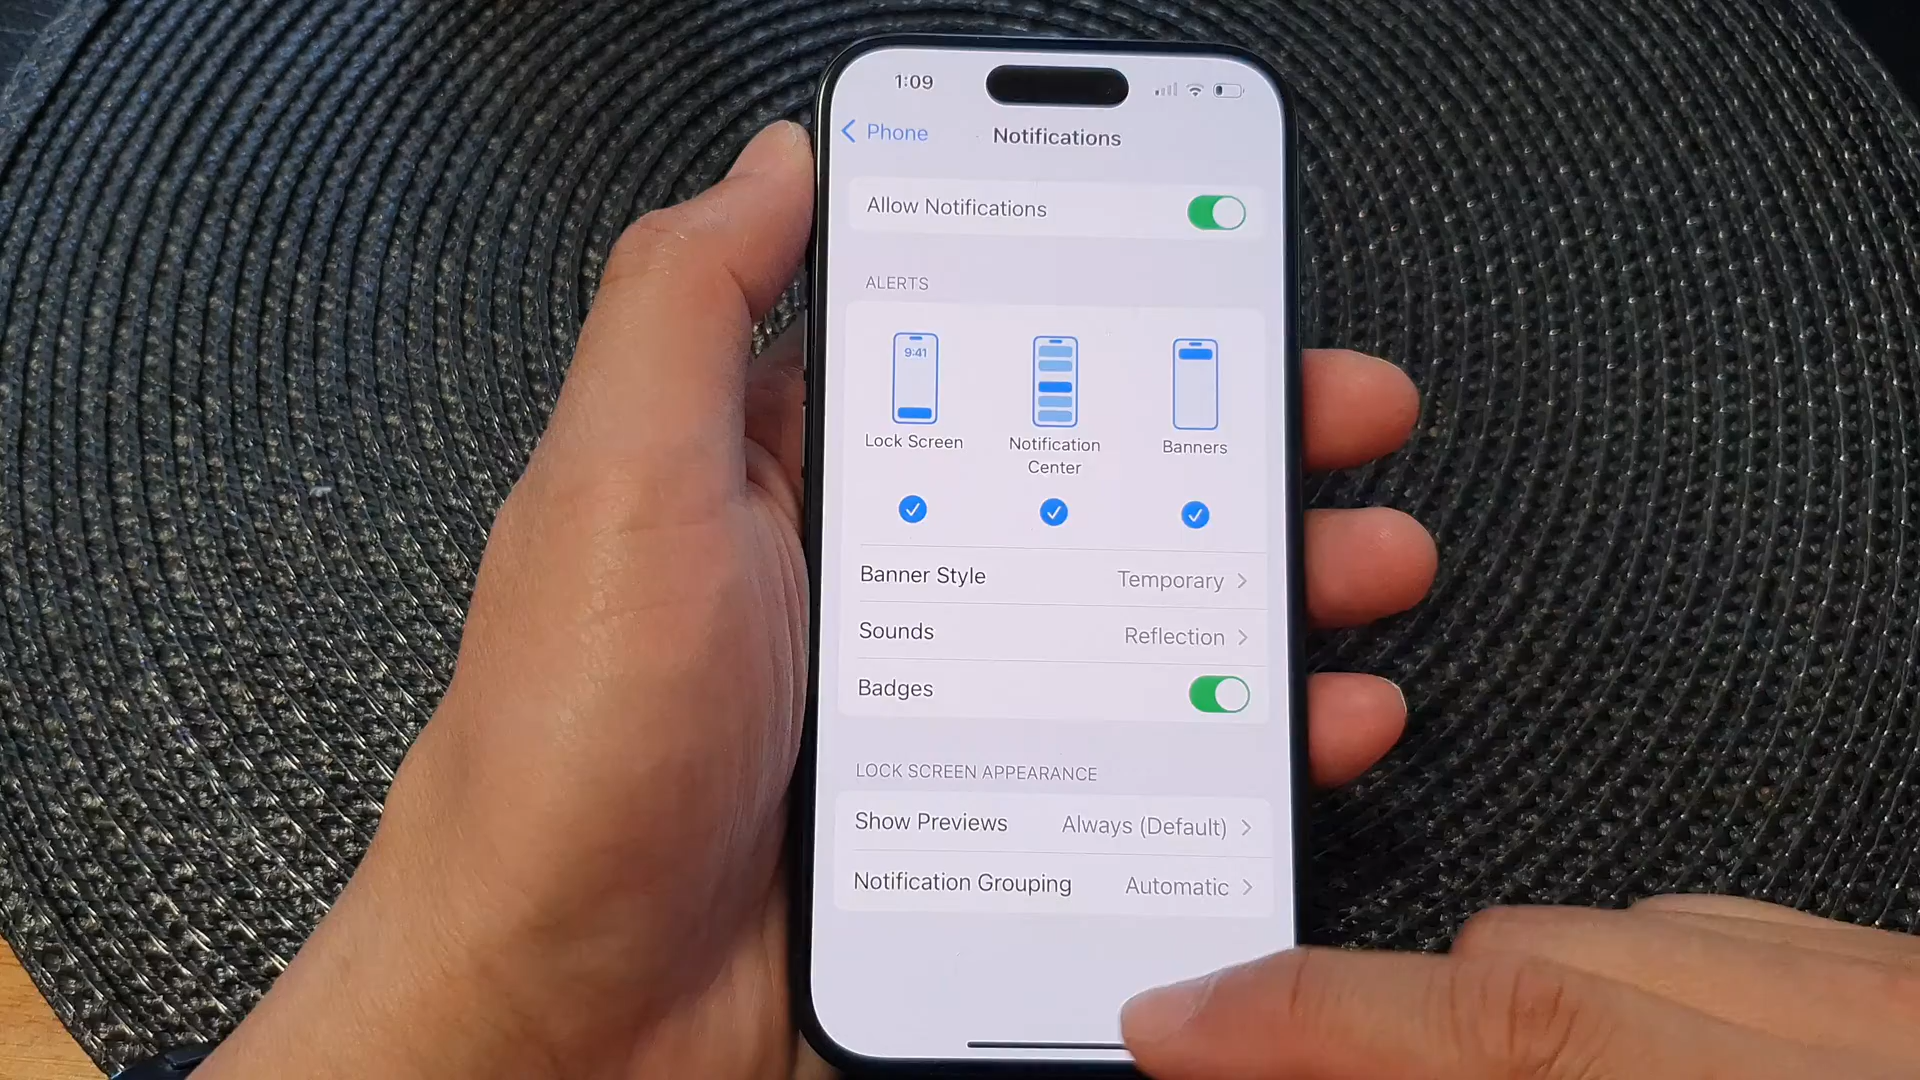 1:09
Phone
Notifications
Allow Notifications
ALERTS
9:41
Lock Screen
Notification
Center
Banners
Banner Style Temporary
Sounds Reflection
Badges
LOCK SCREEN APPEARANCE
Show Previews Always (Default)
Notification Grouping Automatic